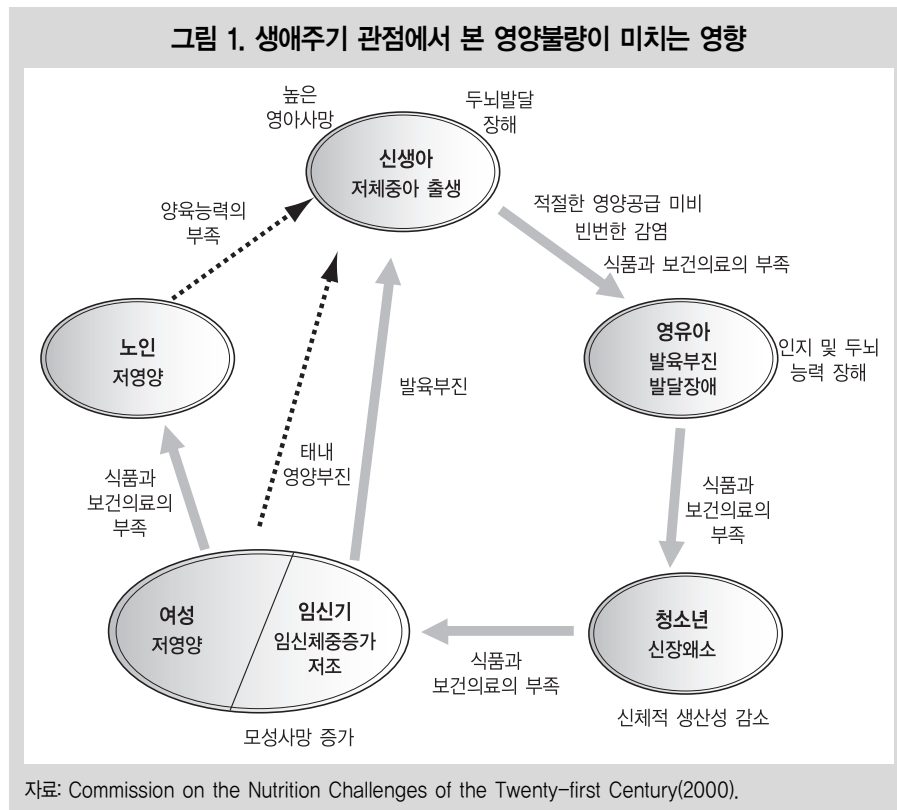 그림 1. 생애주기 관점에서 본 영양불량이 미치는 영향
높은
영아사망
두뇌발달
장해
신생아
저체중아 출생
양육능력의
부족
적절한 영양공급 미비
빈번한 감염
식품과 보건의료의 부족
노인
저영양
영유아
발육부진
발달장애
인지 및 두뇌
능력 장해
발육부진
태내
영양부진
식품과
보건의료의
부족
식품과
보건의료의
부족
여성
저영양
임신기
임신체중증가
저조
청소년
신장왜소
식품과
보건의료의 부족
신체적 생산성 감소
모성사망 증가
자료: Commission on the Nutrition Challenges of the Twenty-first Century(2000).